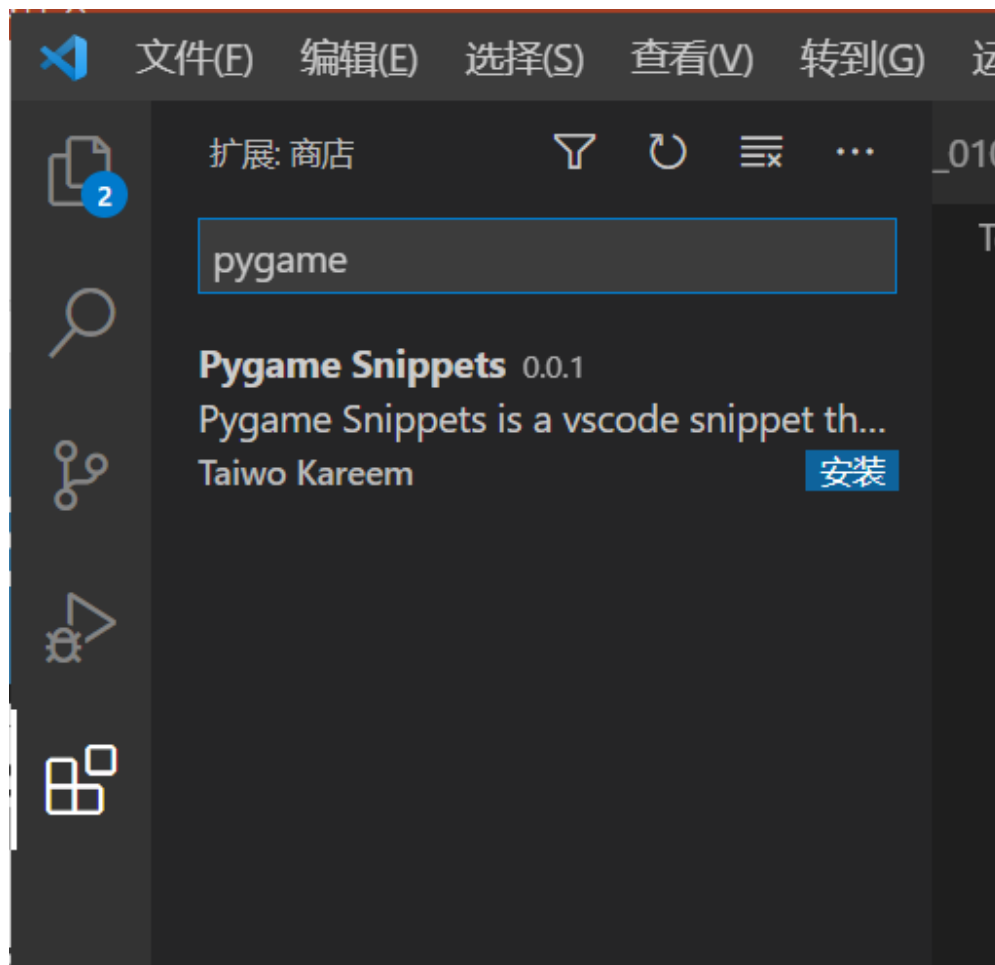 文件(F) 编辑(E) 选择(S) 查看(V) 转到(G)
扩展: 商店
_010
2
pygame
Pygame Snippets 0.0.1
Pygame Snippets is a vscode snippet th...
Taiwo Kareem 安装